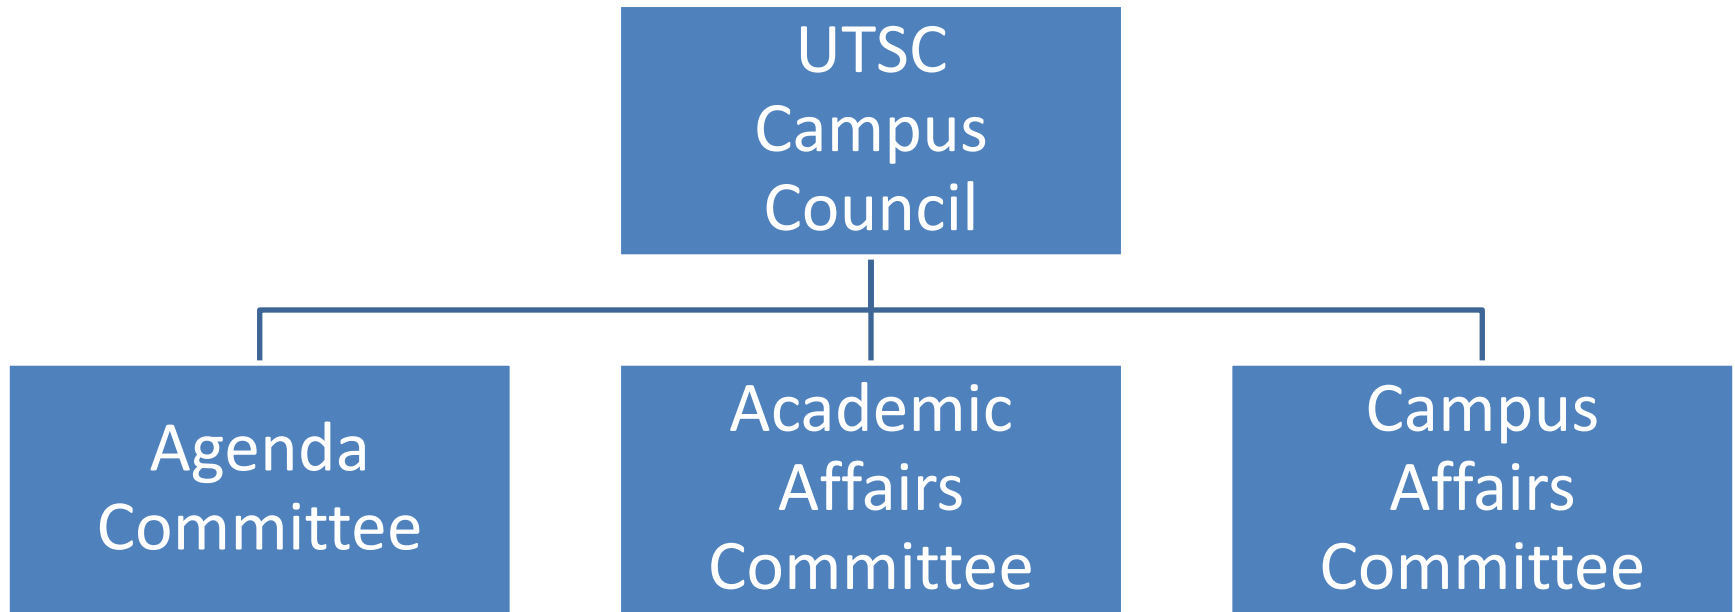 UTSC
Campus
Council
Agenda
Committee
Academic
Affairs
Committee
Campus
Affairs
Committee